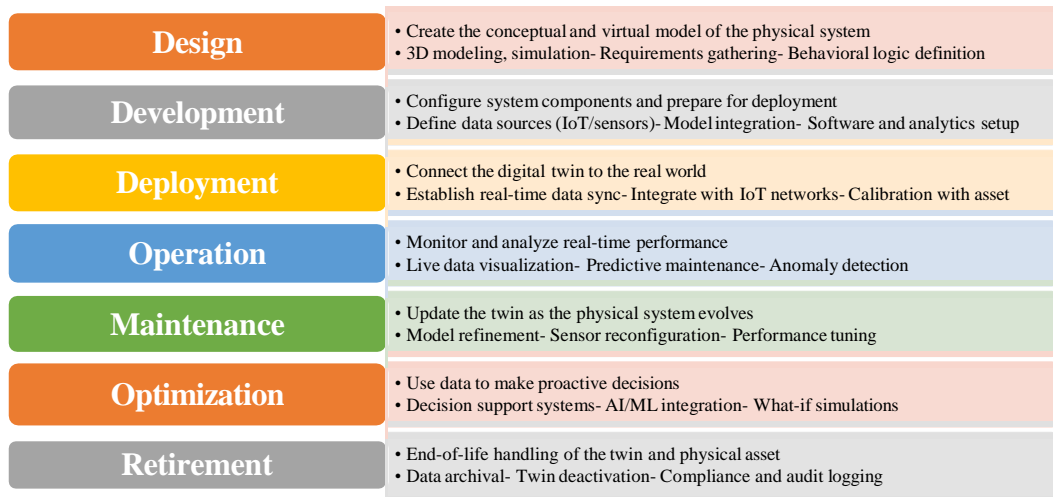 Design
• Create the conceptual and virtual model of the physical system
• 3D modeling, simulation- Requirements gathering- Behavioral logic definition
Development
• Configure system components and prepare for deployment
• Define data sources (IoT/sensors)- Model integration- Software and analytics setup
Deployment
• Connect the digital twin to the real world
• Establish real-time data sync- Integrate with IoT networks- Calibration with asset
Operation
• Monitor and analyze real-time performance
• Live data visualization- Predictive maintenance- Anomaly detection
Maintenance
• Update the twin as the physical system evolves
• Model refinement- Sensor reconfiguration- Performance tuning
Optimization
• Use data to make proactive decisions
• Decision support systems- AI/ML integration- What-if simulations
Retirement
• End-of-life handling of the twin and physical asset
• Data archival- Twin deactivation- Compliance and audit logging